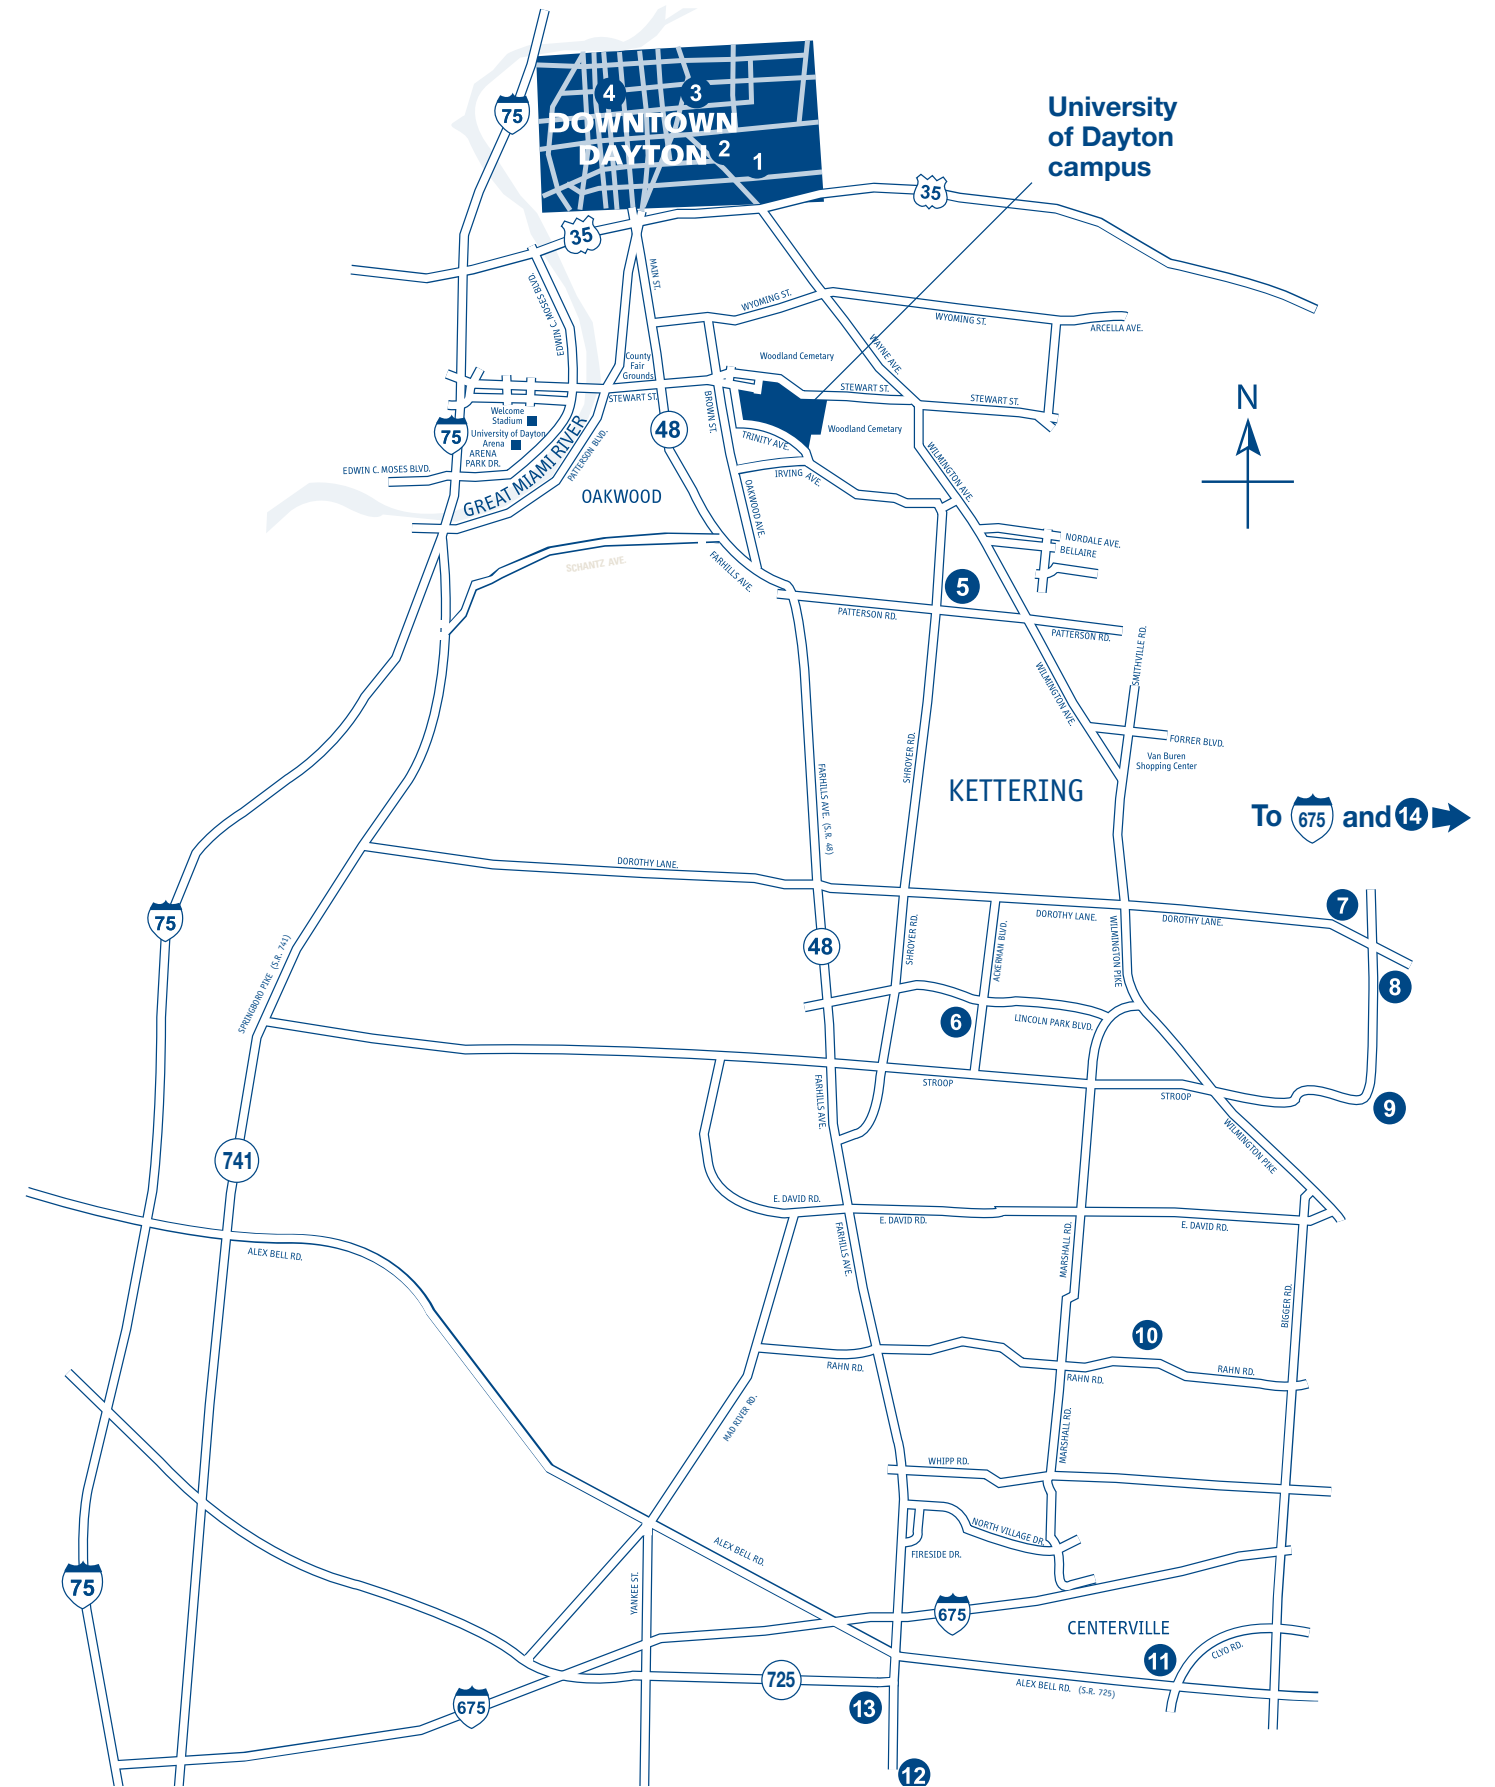 75
4
3
DOWNTOWN
DAYTON
2
1
University
of Dayton
campus
35
35
MAIN ST.
EDWIN C. MOSES BLVD.
WYOMING ST.
WYOMING ST.
ARCELLA AVE.
WAYNE AVE.
County
Fair
Grounds
Woodland Cemetary
STEWART ST.
STEWART ST.
STEWART ST.
BROWN ST.
N
Welcome
Stadium
University of Dayton
Arena
ARENA
PARK DR.
75
48
TRINITY AVE.
Woodland Cemetary
EDWIN C. MOSES BLVD.
GREAT MIAMI RIVER
PATTERSON BLVD.
OAKWOOD
IRVING AVE.
OAKWOOD AVE.
WILMINGTON AVE.
NORDALE AVE.
BELLAIRE
SCHANTZ AVE.
FARHILLS AVE.
5
PATTERSON RD.
PATTERSON RD.
SMITHVILLE RD.
WILMINGTON AVE.
FORRER BLVD.
Van Buren
Shopping Center
SHROYER RD.
KETTERING
FARHILLS AVE. (S.R. 48)
To 675 and 14
DOROTHY LANE.
DOROTHY LANE.
DOROTHY LANE.
7
75
48
SHROYER RD.
ACKERMAN BLVD.
WILMINGTON PIKE
SPRINGBORO PIKE (S.R. 741)
8
6
LINCOLN PARK BLVD.
FARHILLS AVE.
STROOP
STROOP
9
WILMINGTON PIKE
741
E. DAVID RD.
E. DAVID RD.
E. DAVID RD.
ALEX BELL RD.
FARHILLS AVE.
MARSHALL RD.
BIGGER RD.
10
RAHN RD.
RAHN RD.
RAHN RD.
MAD RIVER RD.
MARSHALL RD.
WHIPP RD.
NORTH VILLAGE DR.
FIRESIDE DR.
ALEX BELL RD.
75
YANKEE ST.
675
CENTERVILLE
11
CLYO RD.
725
ALEX BELL RD. (S.R. 725)
675
13
12